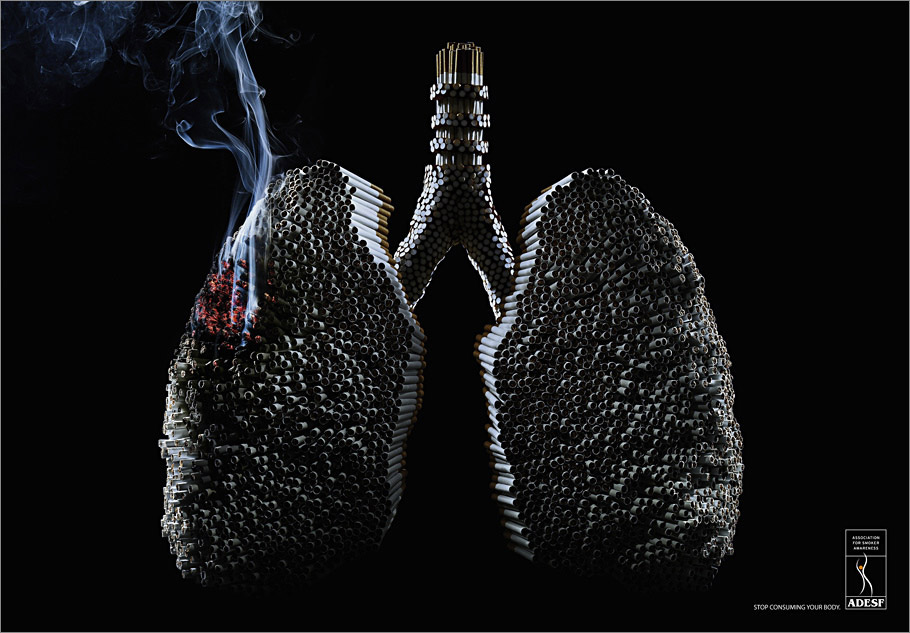 ASSOCIATION
FOR SMOKER
AWARENESS
STOP CONSUMING YOUR BODY.
ADESF